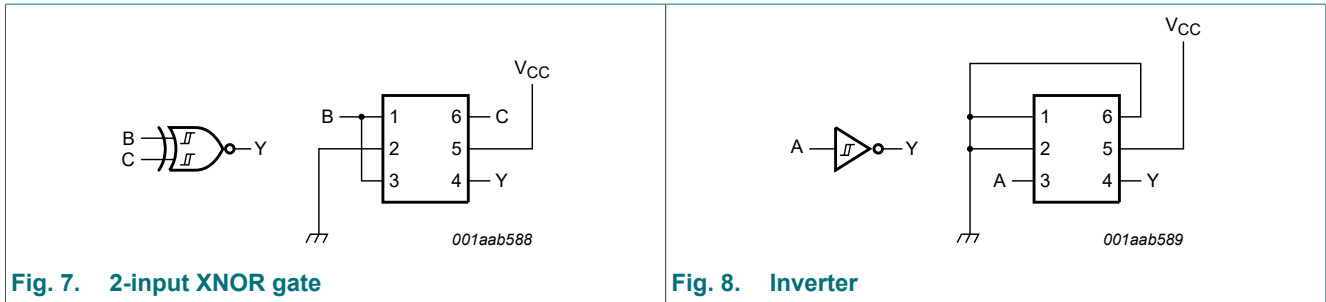 B
C
Y
B
1
2
3
6
5
4
C
Y
VCC
001aab588
Fig. 7. 2-input XNOR gate
A
Y
A
1
2
3
6
5
4
Y
VCC
001aab589
Fig. 8. Inverter